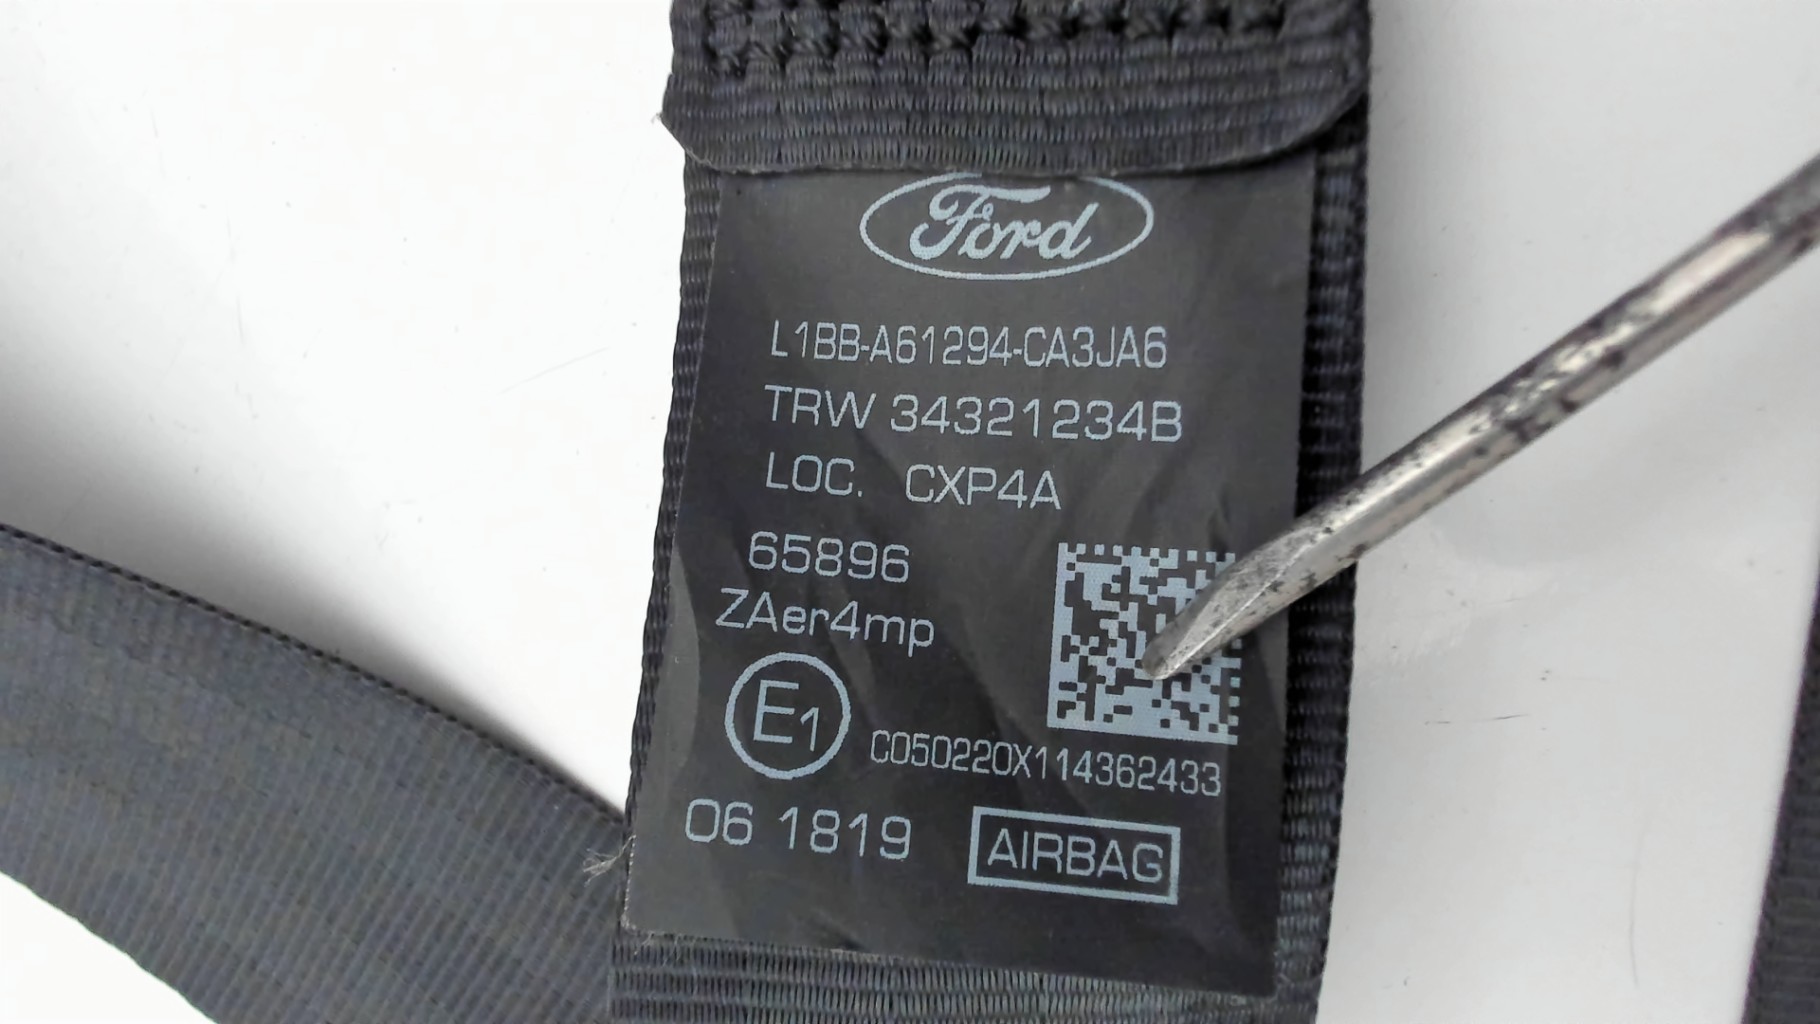 Ford
L1BB-A61294-CA3JA6
TRW 34321234B
LOC. CXP4A
65896
ZAer4mp
E1
C050220X114362433
06 1819
AIRBAG